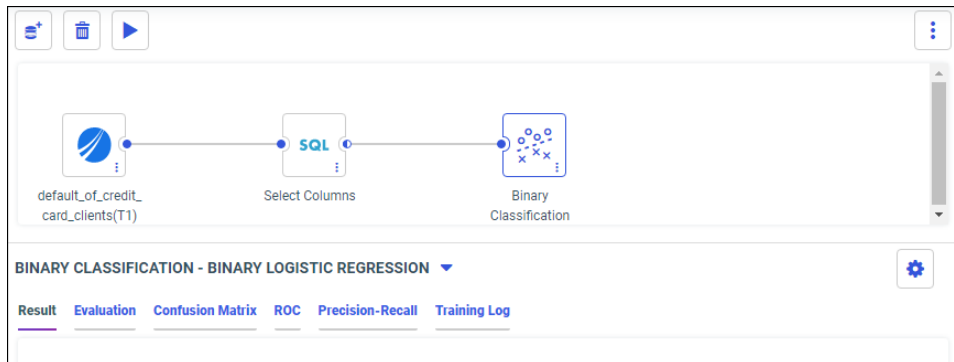 SQL
default_of_credit_
card_clients(T1)
Select Columns
Binary
Classification
BINARY CLASSIFICATION - BINARY LOGISTIC REGRESSION
Result Evaluation Confusion Matrix ROC Precision-Recall Training Log